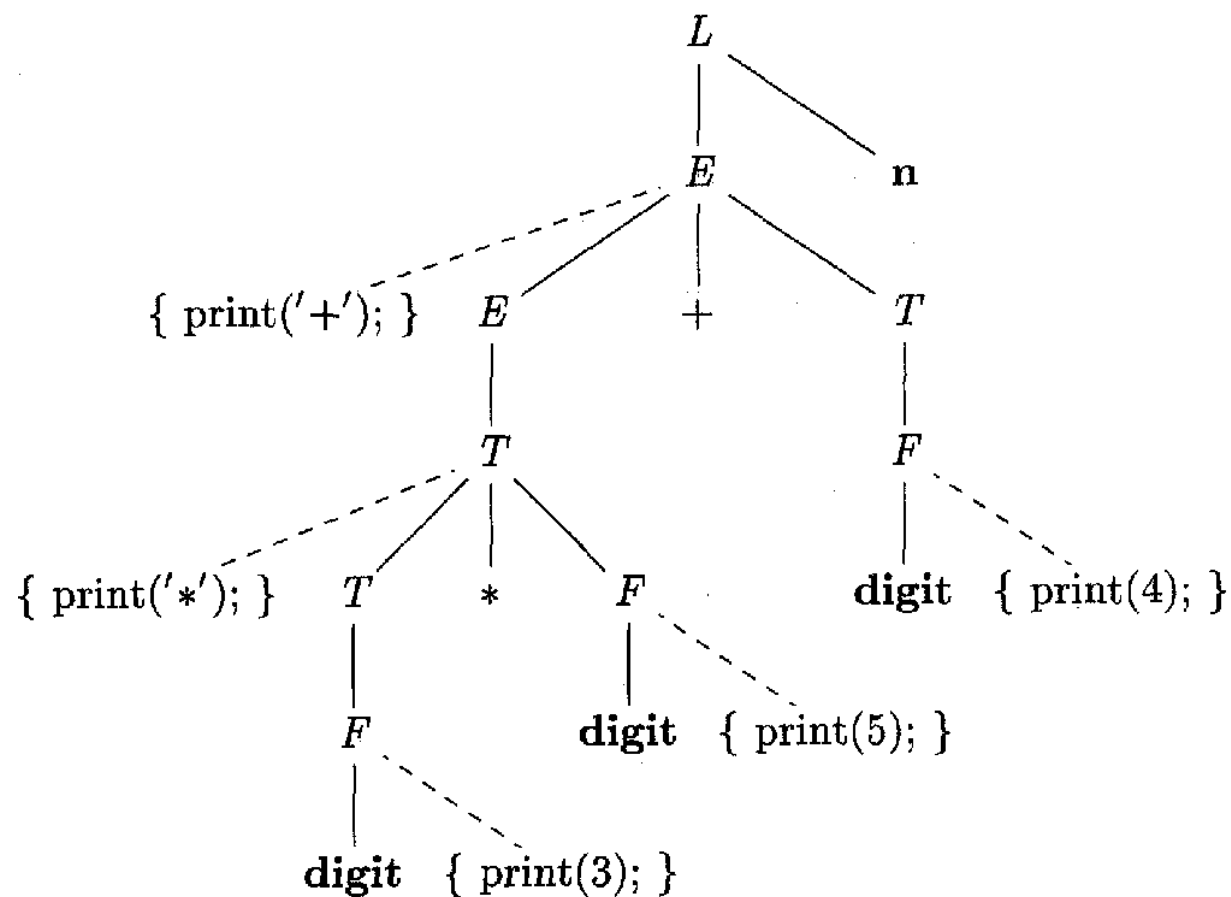 L
E n
{ print('+'); } E + T
T F
{ print('*'); } T * F digit { print(4); }
F digit { print(5); }
digit { print(3); }